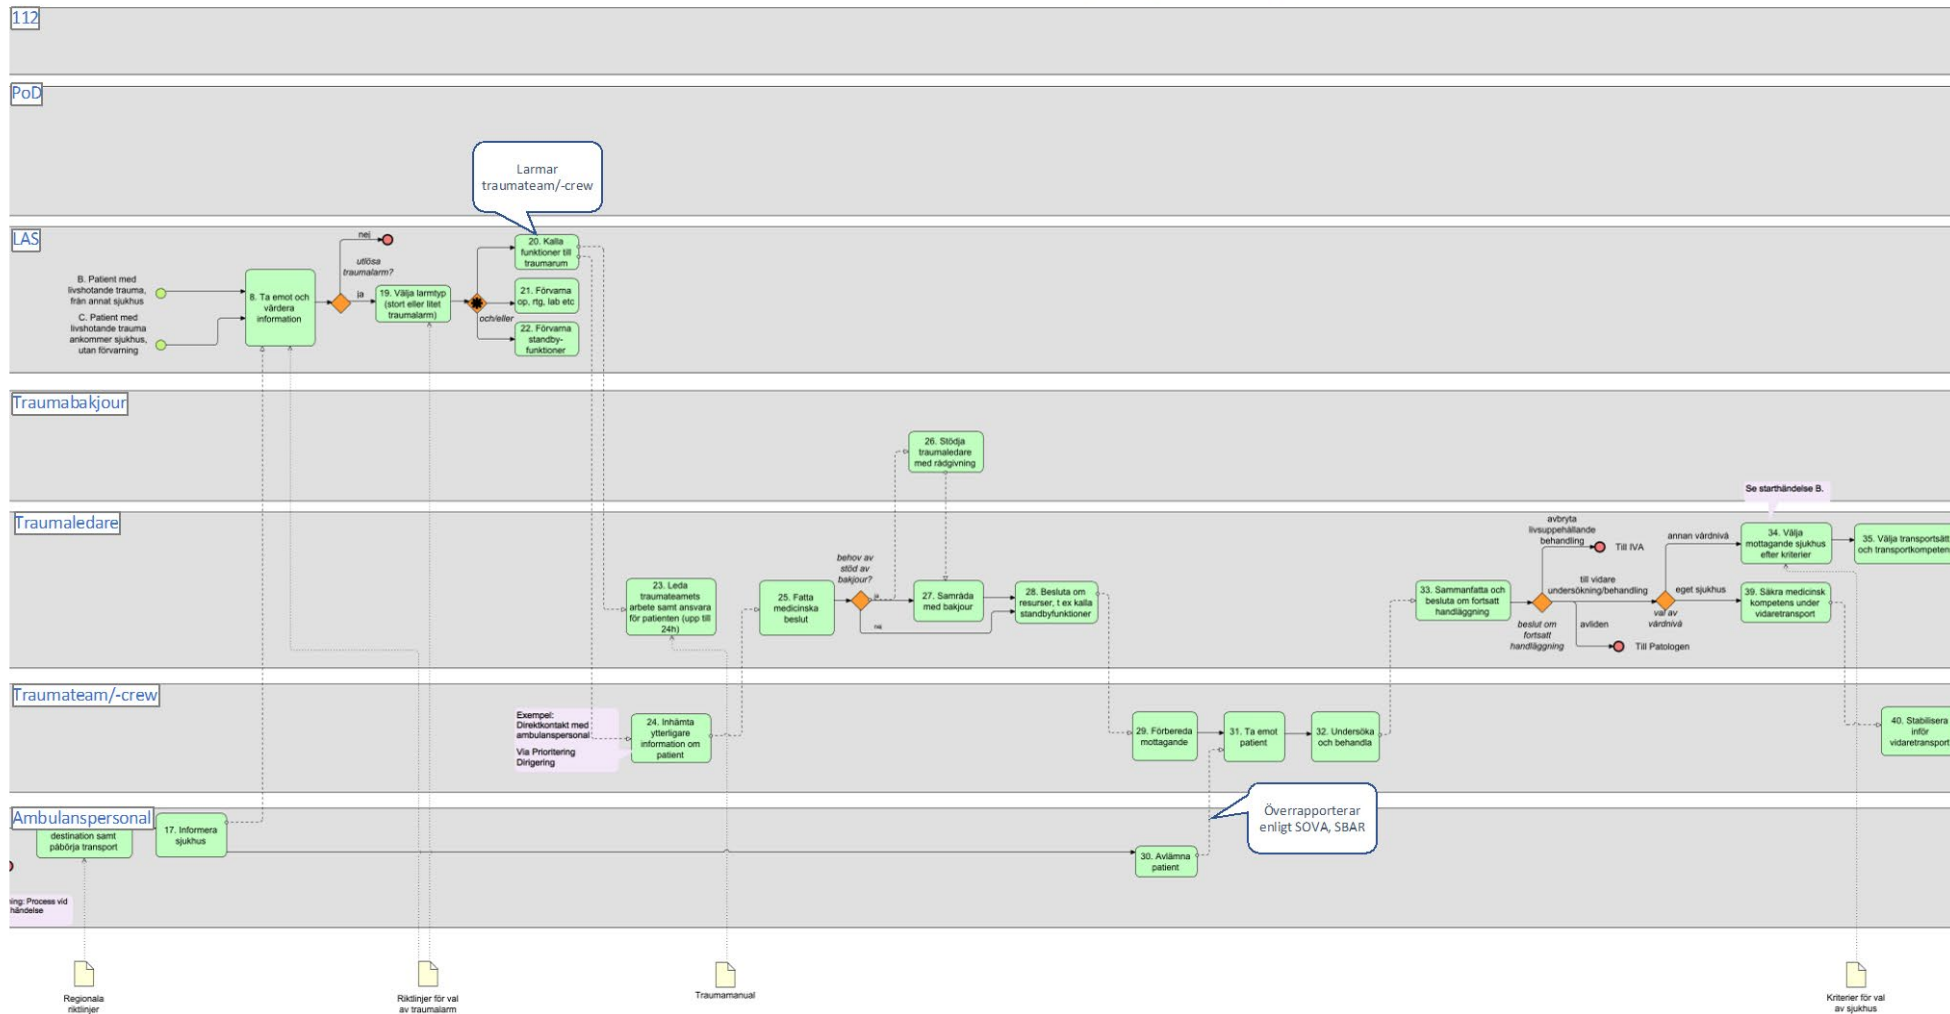 112
PoD
Larmar
traumateam/-crew
LAS
nej
utlösa
traumalarm?
ja
B. Patient med
livshotande trauma,
från annat sjukhus
C. Patient med
livshotande trauma
ankommer sjukhus,
utan förvarning
8. Ta emot och
värdera
information
19. Välja larmtyp
(stort eller litet
traumalarm)
och/eller
20. Kalla
funktioner till
traumarum
21. Förvarna
op, rtg, lab etc
22. Förvarna
standby-
funktioner
Traumabakjour
26. Stödja
traumaledare
med rådgivning
Se starthändelse B.
Traumaledare
23. Leda
traumateamets
arbete samt ansvara
för patienten (upp till
24h)
25. Fatta
medicinska
beslut
behov av
stöd av
bakjour?
ja
nej
27. Samråda
med bakjour
28. Besluta om
resurser, t ex kalla
standbyfunktioner
33. Sammanfatta och
besluta om fortsatt
handläggning
avbryta
livsuppehållande
behandling
Till IVA
till vidare
undersökning/behandling
beslut om
fortsatt
handläggning
avliden
Till Patologen
annan vårdnivå
eget sjukhus
val av
vårdnivå
34. Välja
mottagande sjukhus
efter kriterier
35. Välja transportsätt
och transportkompeten
39. Säkra medicinsk
kompetens under
vidaretransport
Traumateam/-crew
Exempel:
Direktkontakt med
ambulanspersonal
Via Prioritering
Dirigering
24. Inhämta
ytterligare
information om
patient
29. Förbereda
mottagande
31. Ta emot
patient
32. Undersöka
och behandla
40. Stabilisera
inför
vidaretransport
Ambulanspersonal
destination samt
påbörja transport
17. Informera
sjukhus
Överrapporterar
enligt SOVA, SBAR
30. Avlämna
patient
ning: Process vid
händelse
Regionala
riktlinjer
Riktlinjer för val
av traumalarm
Traumamanual
Kriterier för val
av sjukhus